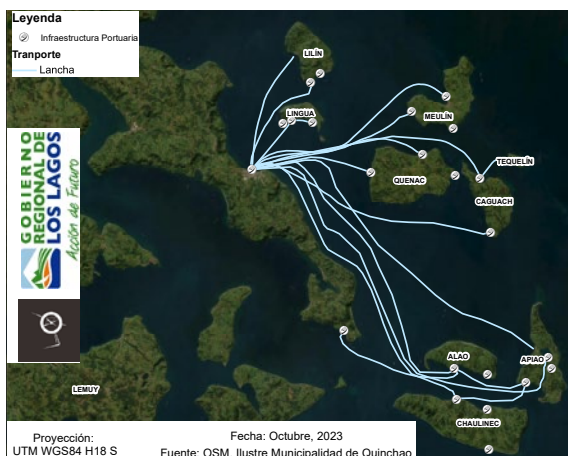 Leyenda
Infraestructura Portuaria
Tranporte
Lancha
LILÍN
LINGUA
MEULÍN
TEQUELÍN
QUENAC
CAGUACH
GOBIERNO
REGIONAL DE
LOS LAGOS
Acción de Futuro
ALAO
APIAO
LEMUY
CHAULINEC
Proyección:
UTM WGS84 H18 S
Fecha: Octubre, 2023
Fuente: OSM, Ilustre Municipalidad de Quinchao